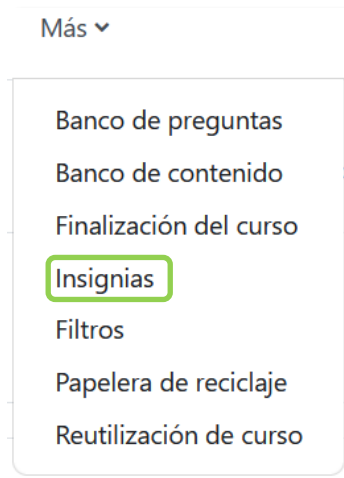 Más
Banco de preguntas
Banco de contenido
Finalización del curso
Insignias
Filtros
Papelera de reciclaje
Reutilización de curso